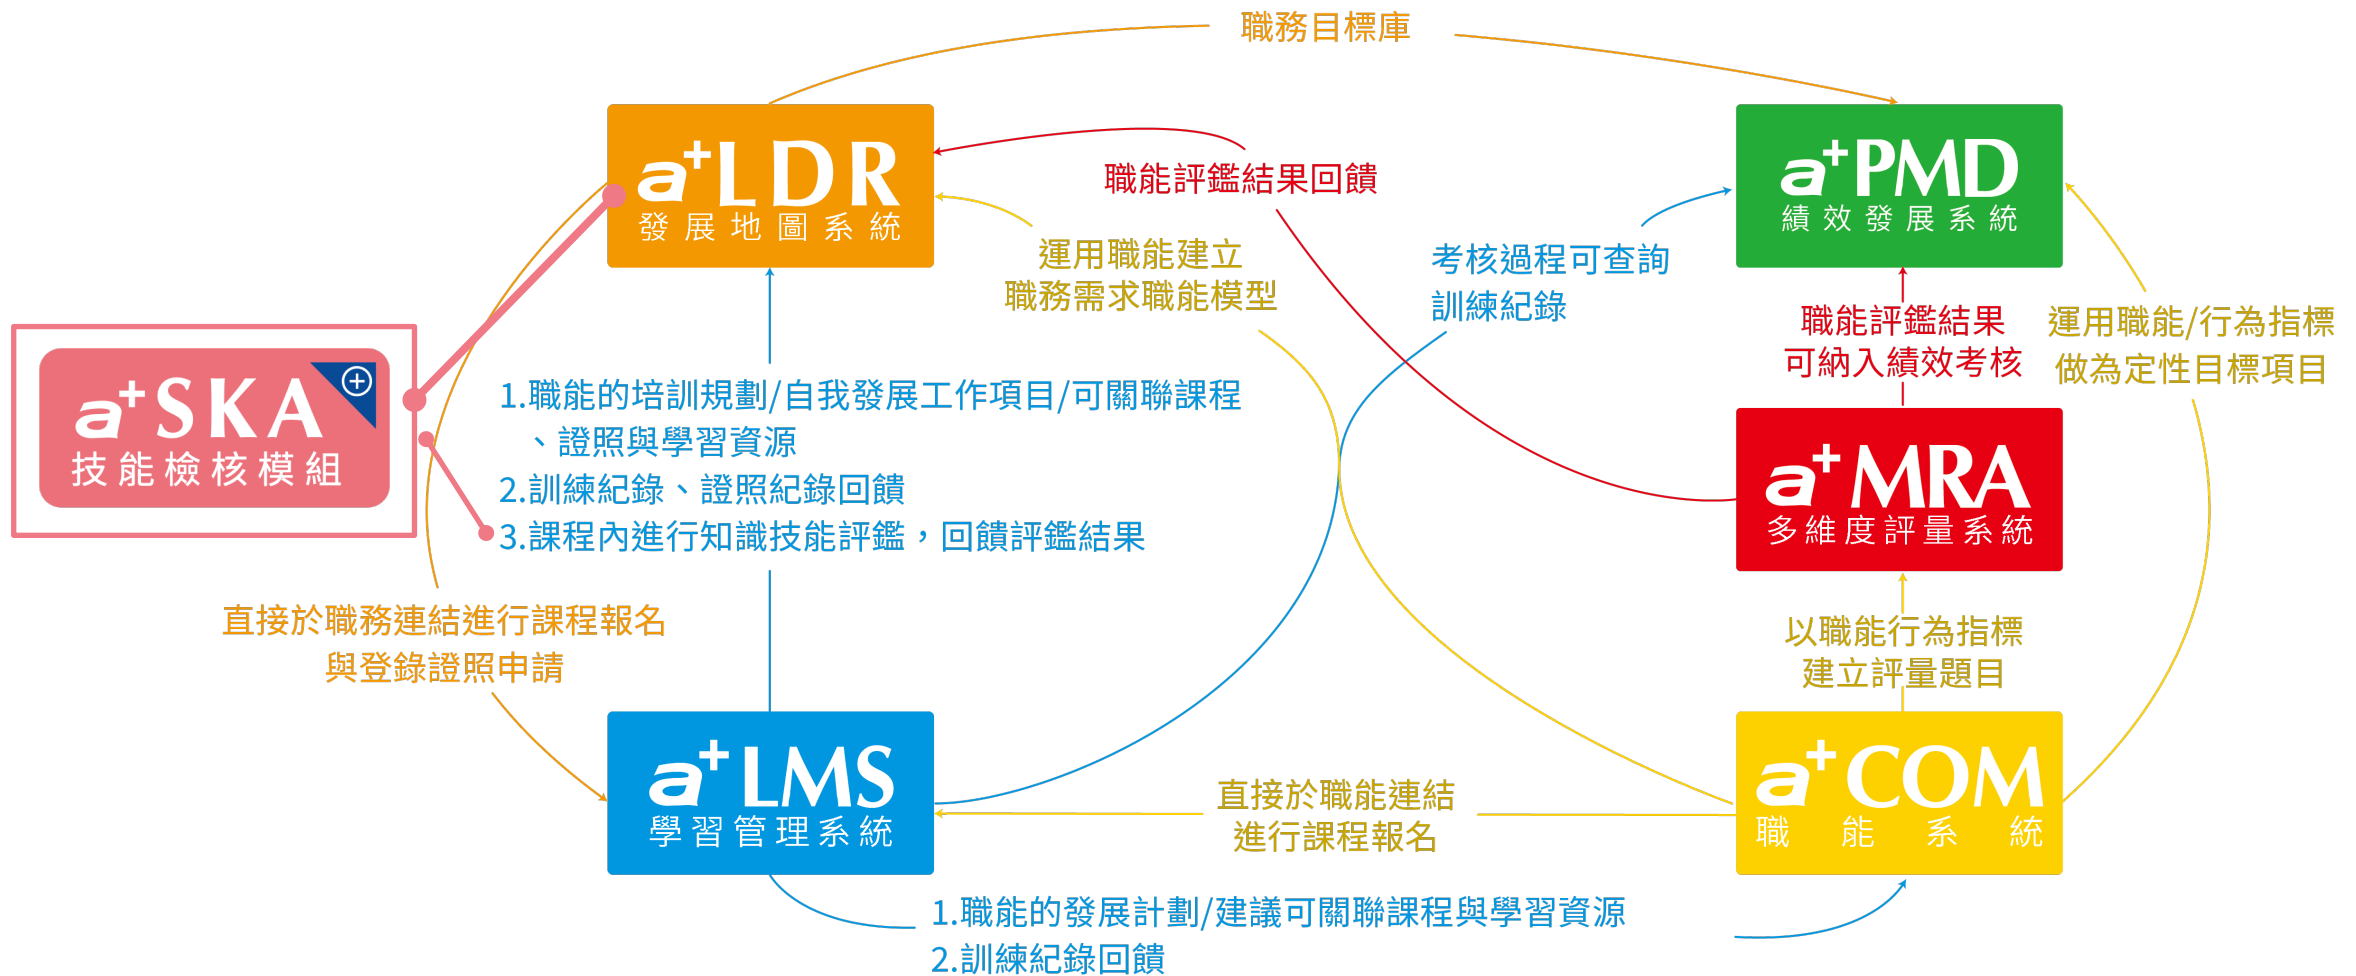 職務目標庫
a+LDR
發展地圖系統
a+PMD
績效發展系統
職能評鑑結果回饋
運用職能建立
職務需求職能模型
考核過程可查詢
訓練紀錄
職能評鑑結果
可納入績效考核
運用職能/行為指標
做為定性目標項目
a+SKA
技能檢核模組
1.職能的培訓規劃/自我發展工作項目/可關聯課程
、證照與學習資源
2.訓練紀錄、證照紀錄回饋
3.課程內進行知識技能評鑑，回饋評鑑結果
a+MRA
多維度評量系統
直接於職務連結進行課程報名
與登錄證照申請
以職能行為指標
建立評量題目
a+LMS
學習管理系統
直接於職能連結
進行課程報名
a+COM
職能系統
1.職能的發展計劃/建議可關聯課程與學習資源
2.訓練紀錄回饋